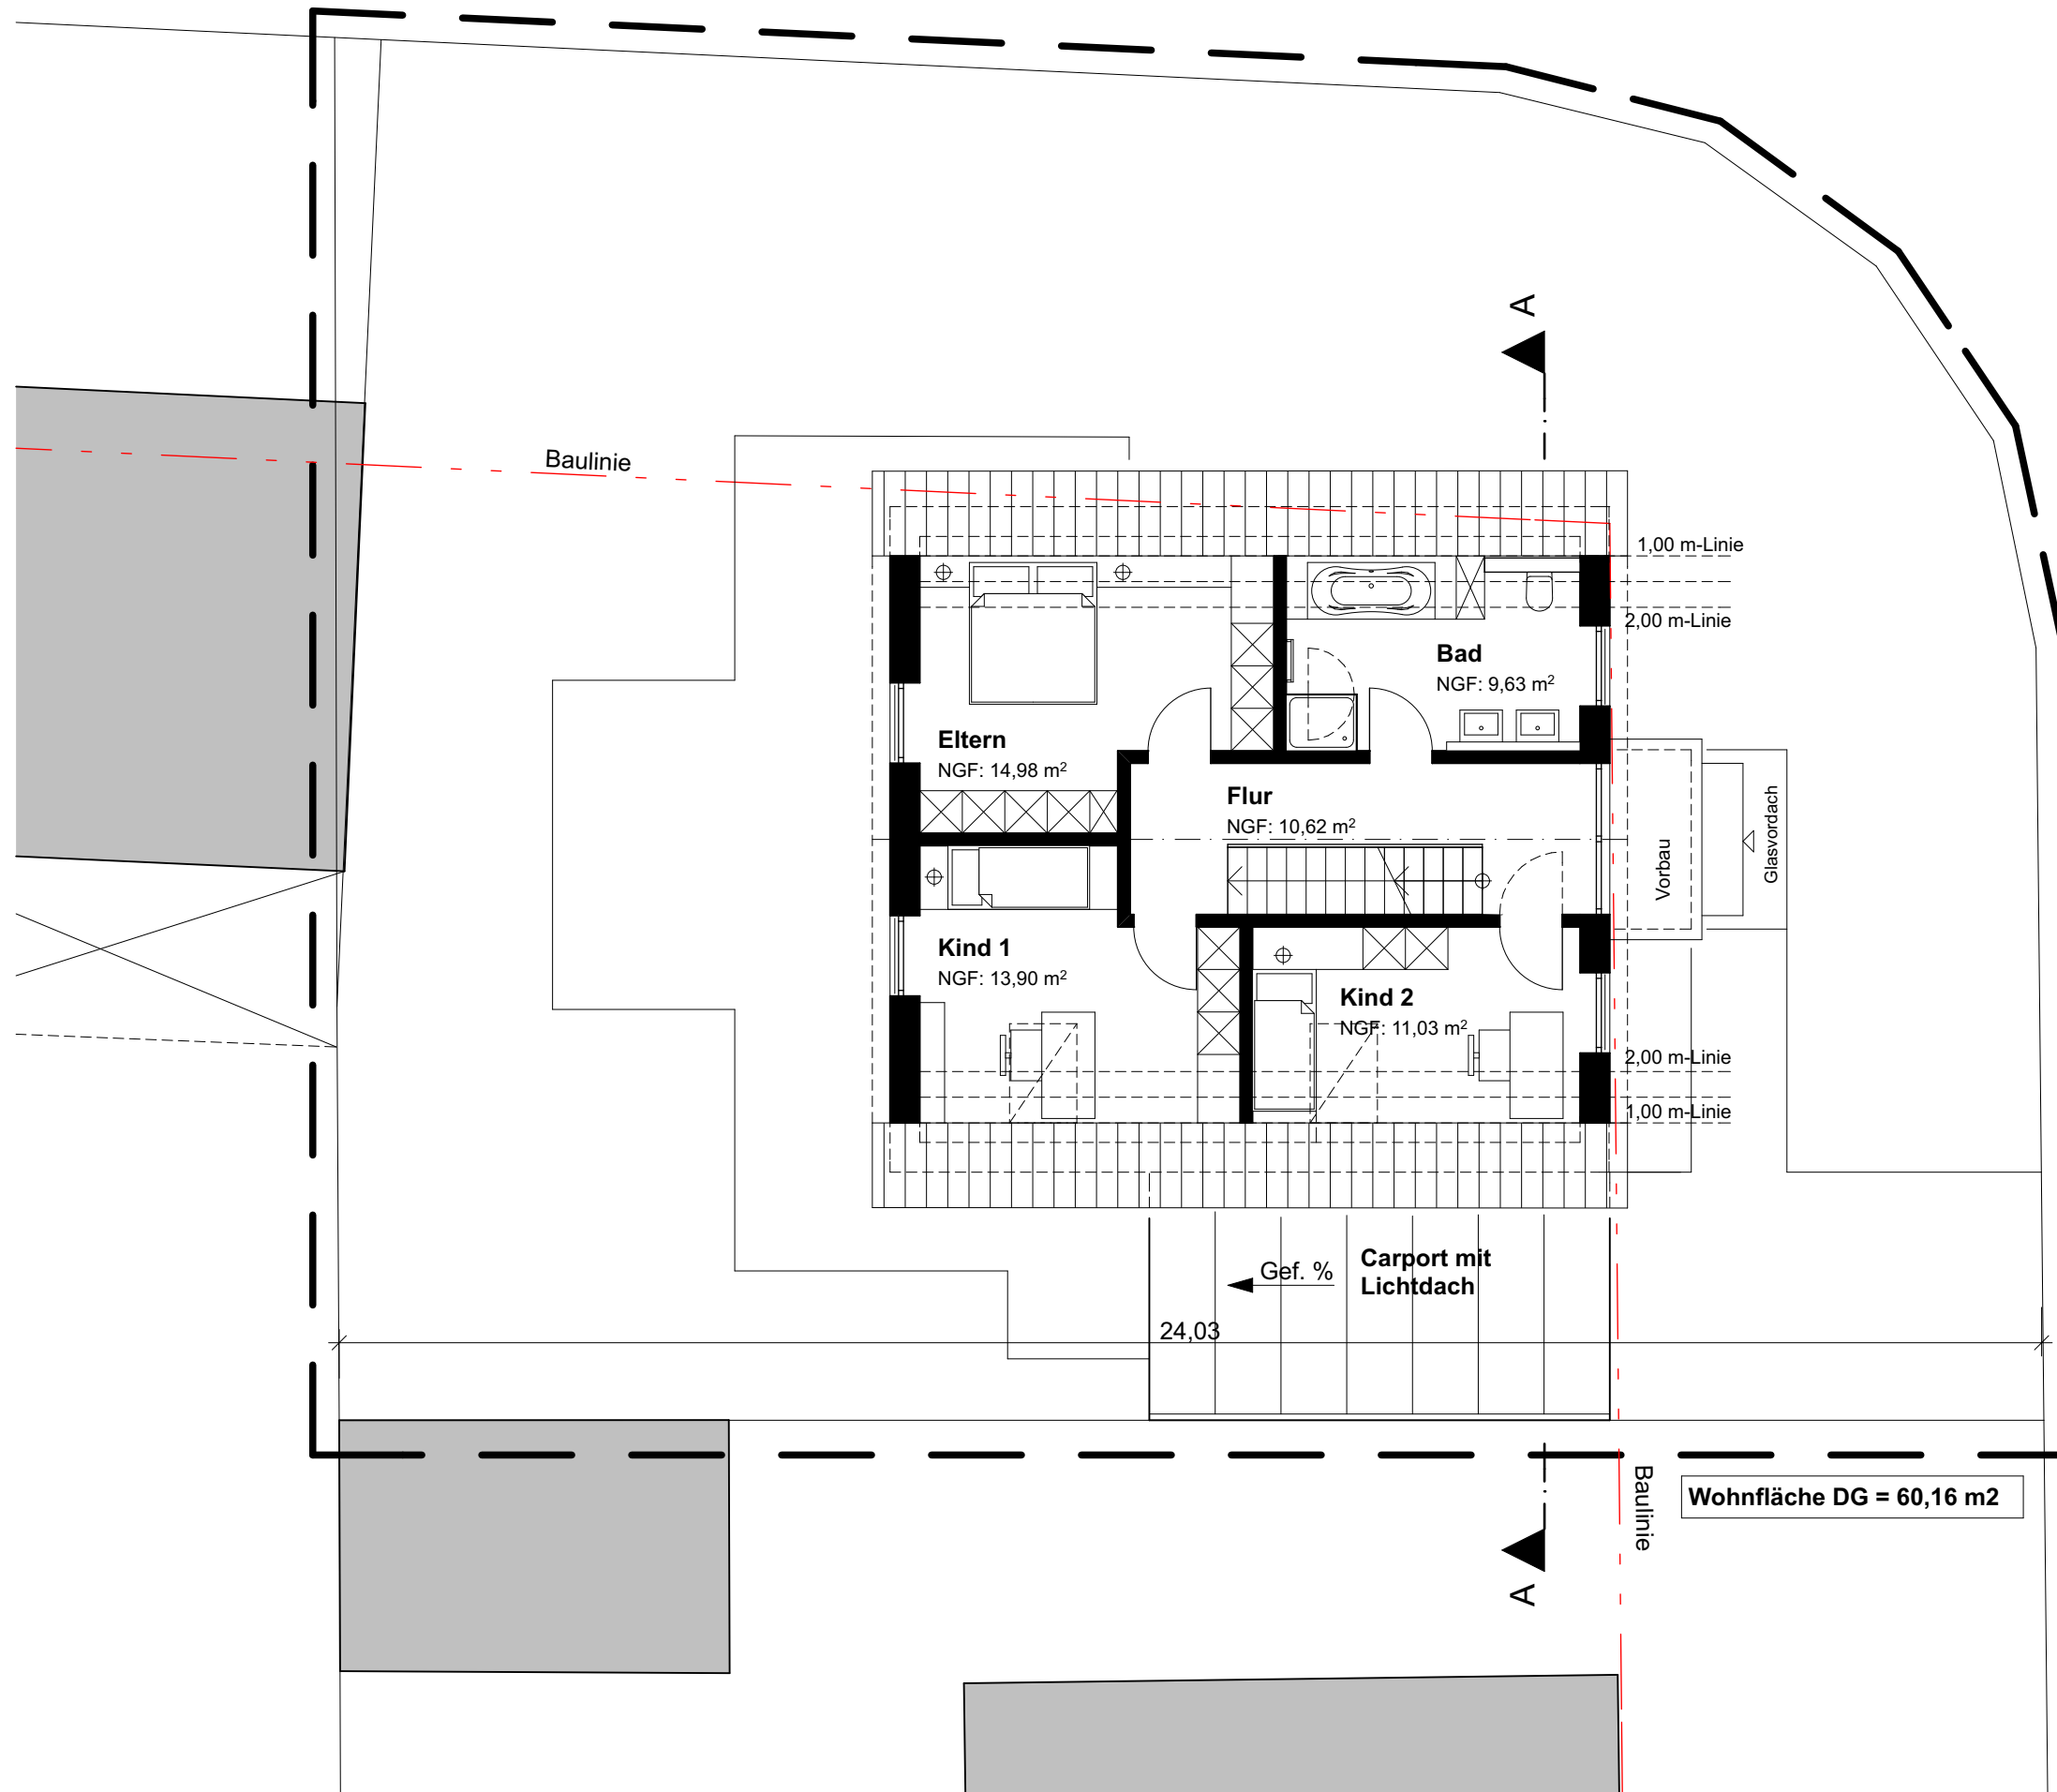 A
Baulinie
1,00 m-Linie
2,00 m-Linie
Bad
NGF: 9,63 m²
Eltern
NGF: 14,98 m²
Flur
NGF: 10,62 m²
Vorbau
Glasvordach
Kind 1
NGF: 13,90 m²
Kind 2
NGF: 11,03 m²
2,00 m-Linie
1,00 m-Linie
Gef. %
Carport mit
Lichtdach
24,03
Baulinie
Wohnfläche DG = 60,16 m2
A